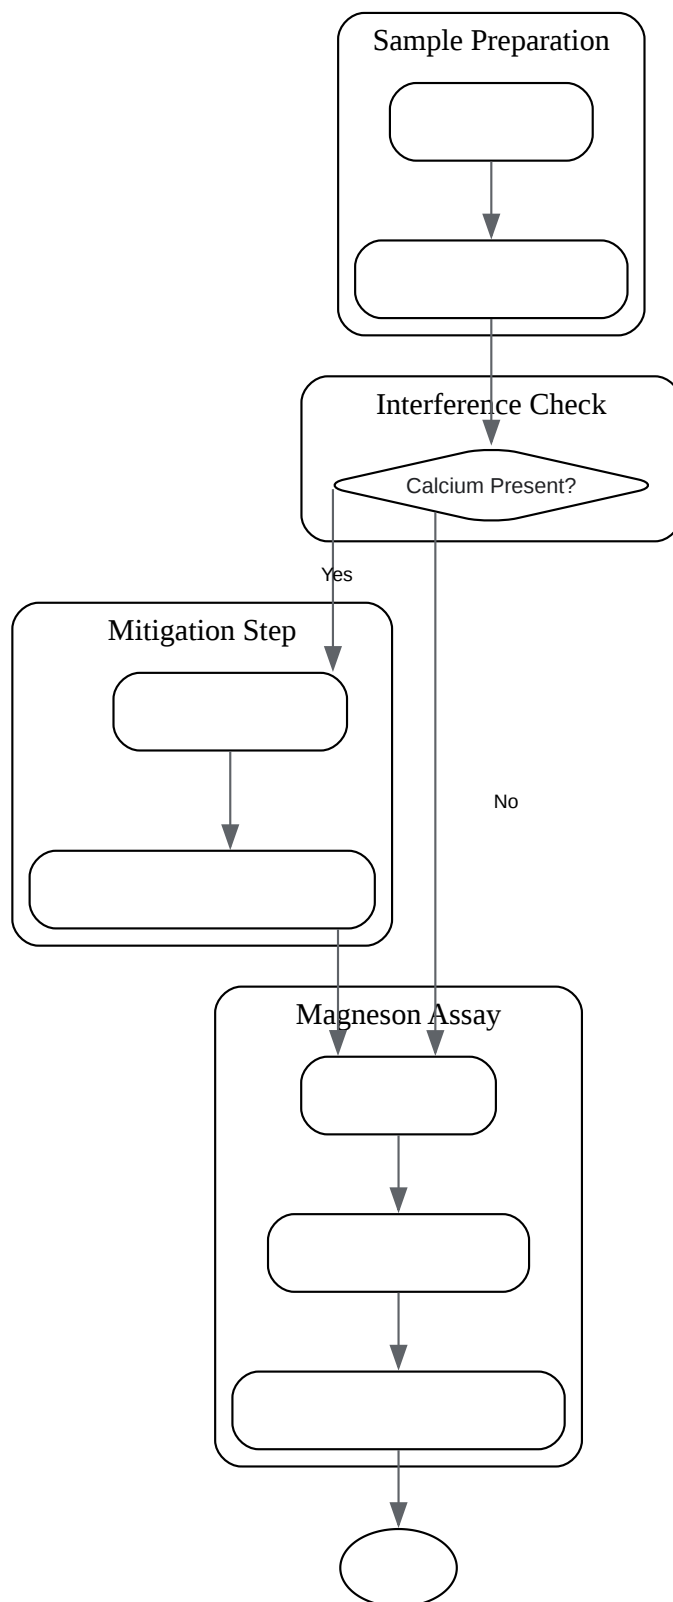 Sample Preparation
Interference Check
Calcium Present?
Yes
Mitigation Step
No
Magneson Assay